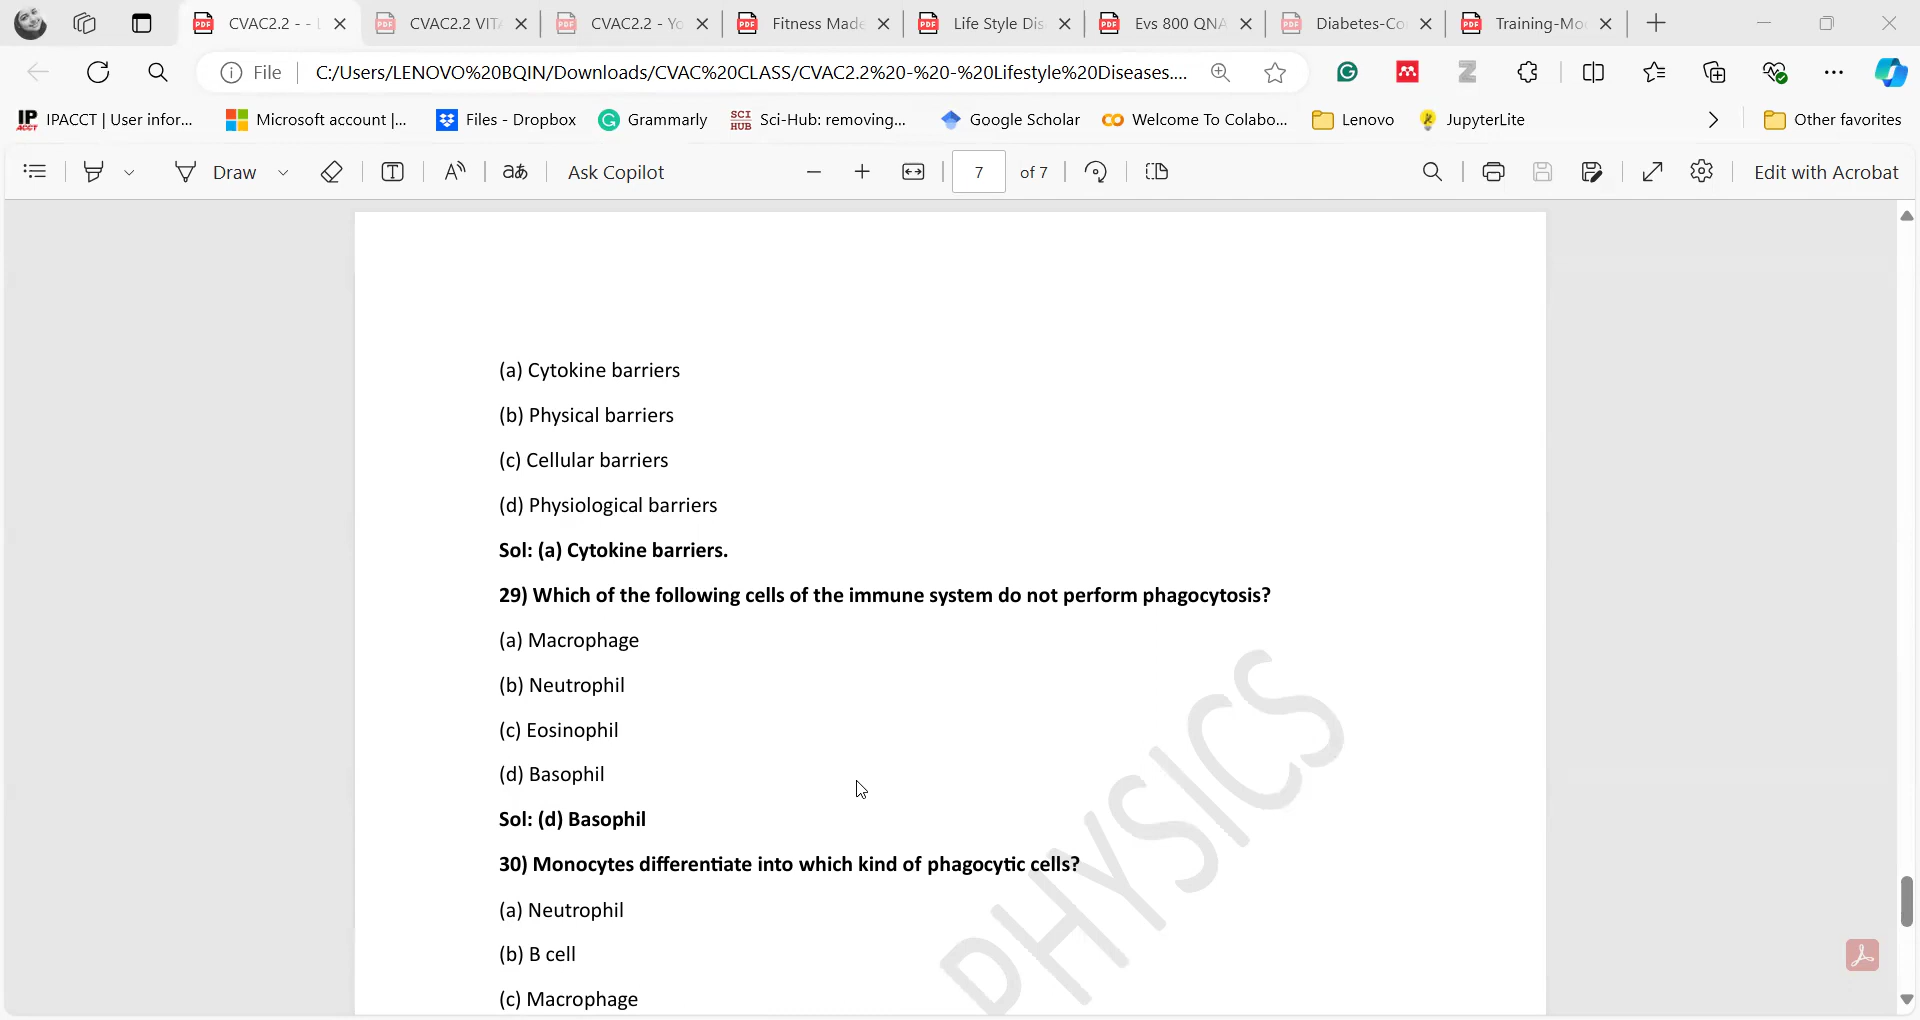 CVAC2.2 - - L
CVAC2.2 VITA
CVAC2.2 - Yo
Fitness Made
Life Style Dis
Evs 800 QNA
Diabetes-Co
Training-Mo
File
C:/Users/LENOVO%20BQIN/Downloads/CVAC%20CLASS/CVAC2.2%20-%20-%20Lifestyle%20Diseases....
IPACCT | User infor...
Microsoft account |...
Files - Dropbox
Grammarly
SCI HUB Sci-Hub: removing...
Google Scholar
Welcome To Colabo...
Lenovo
JupyterLite
Other favorites
Draw
Ask Copilot
7 of 7
Edit with Acrobat
(a) Cytokine barriers
(b) Physical barriers
(c) Cellular barriers
(d) Physiological barriers
Sol: (a) Cytokine barriers.
29) Which of the following cells of the immune system do not perform phagocytosis?
(a) Macrophage
(b) Neutrophil
(c) Eosinophil
(d) Basophil
Sol: (d) Basophil
30) Monocytes differentiate into which kind of phagocytic cells?
(a) Neutrophil
(b) B cell
(c) Macrophage
PHYSICS